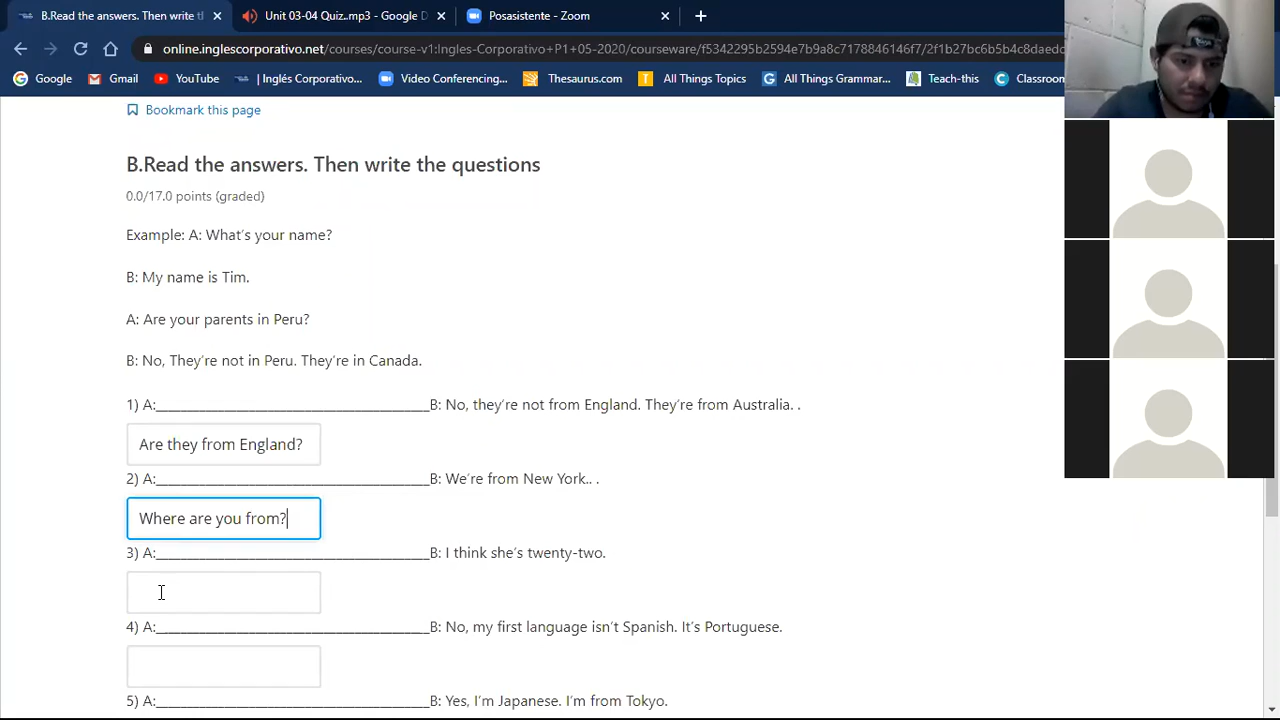 B.Read the answers. Then write t
Unit 03-04 Quiz..mp3 - Google D
Posasistente - Zoom
online.inglescorporativo.net/courses/course-v1:Ingles-Corporativo+P1+05-2020/courseware/f5342295b2594e7b9a8c7178846146f7/2f1b27bc6b5b4c8daedc
Google
Gmail
YouTube
| Inglés Corporativo...
Video Conferencing...
Thesaurus.com
All Things Topics
All Things Grammar...
Teach-this
Classroom
Bookmark this page
B.Read the answers. Then write the questions
0.0/17.0 points (graded)
Example: A: What's your name?
B: My name is Tim.
A: Are your parents in Peru?
B: No, They're not in Peru. They're in Canada.
1) A:___________________________________B: No, they're not from England. They're from Australia. .
Are they from England?
2) A:___________________________________B: We're from New York.. .
Where are you from?
3) A:___________________________________B: I think she's twenty-two.
4) A:___________________________________B: No, my first language isn't Spanish. It's Portuguese.
5) A:___________________________________B: Yes, I'm Japanese. I'm from Tokyo.